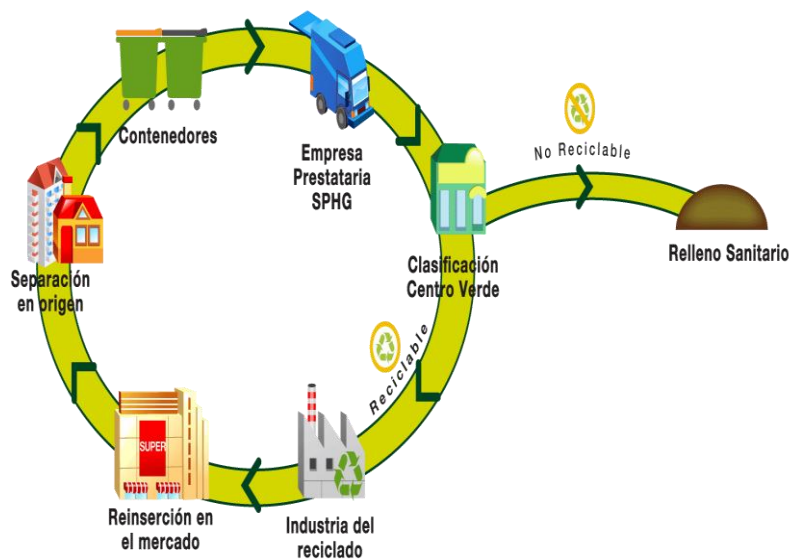 Contenedores
Empresa
Prestataria
SPHG
No Reciclable
Relleno Sanitario
Clasificación
Centro Verde
Separación
en origen
Reciclable
SUPER
Reinserción en
el mercado
Industria del
reciclado